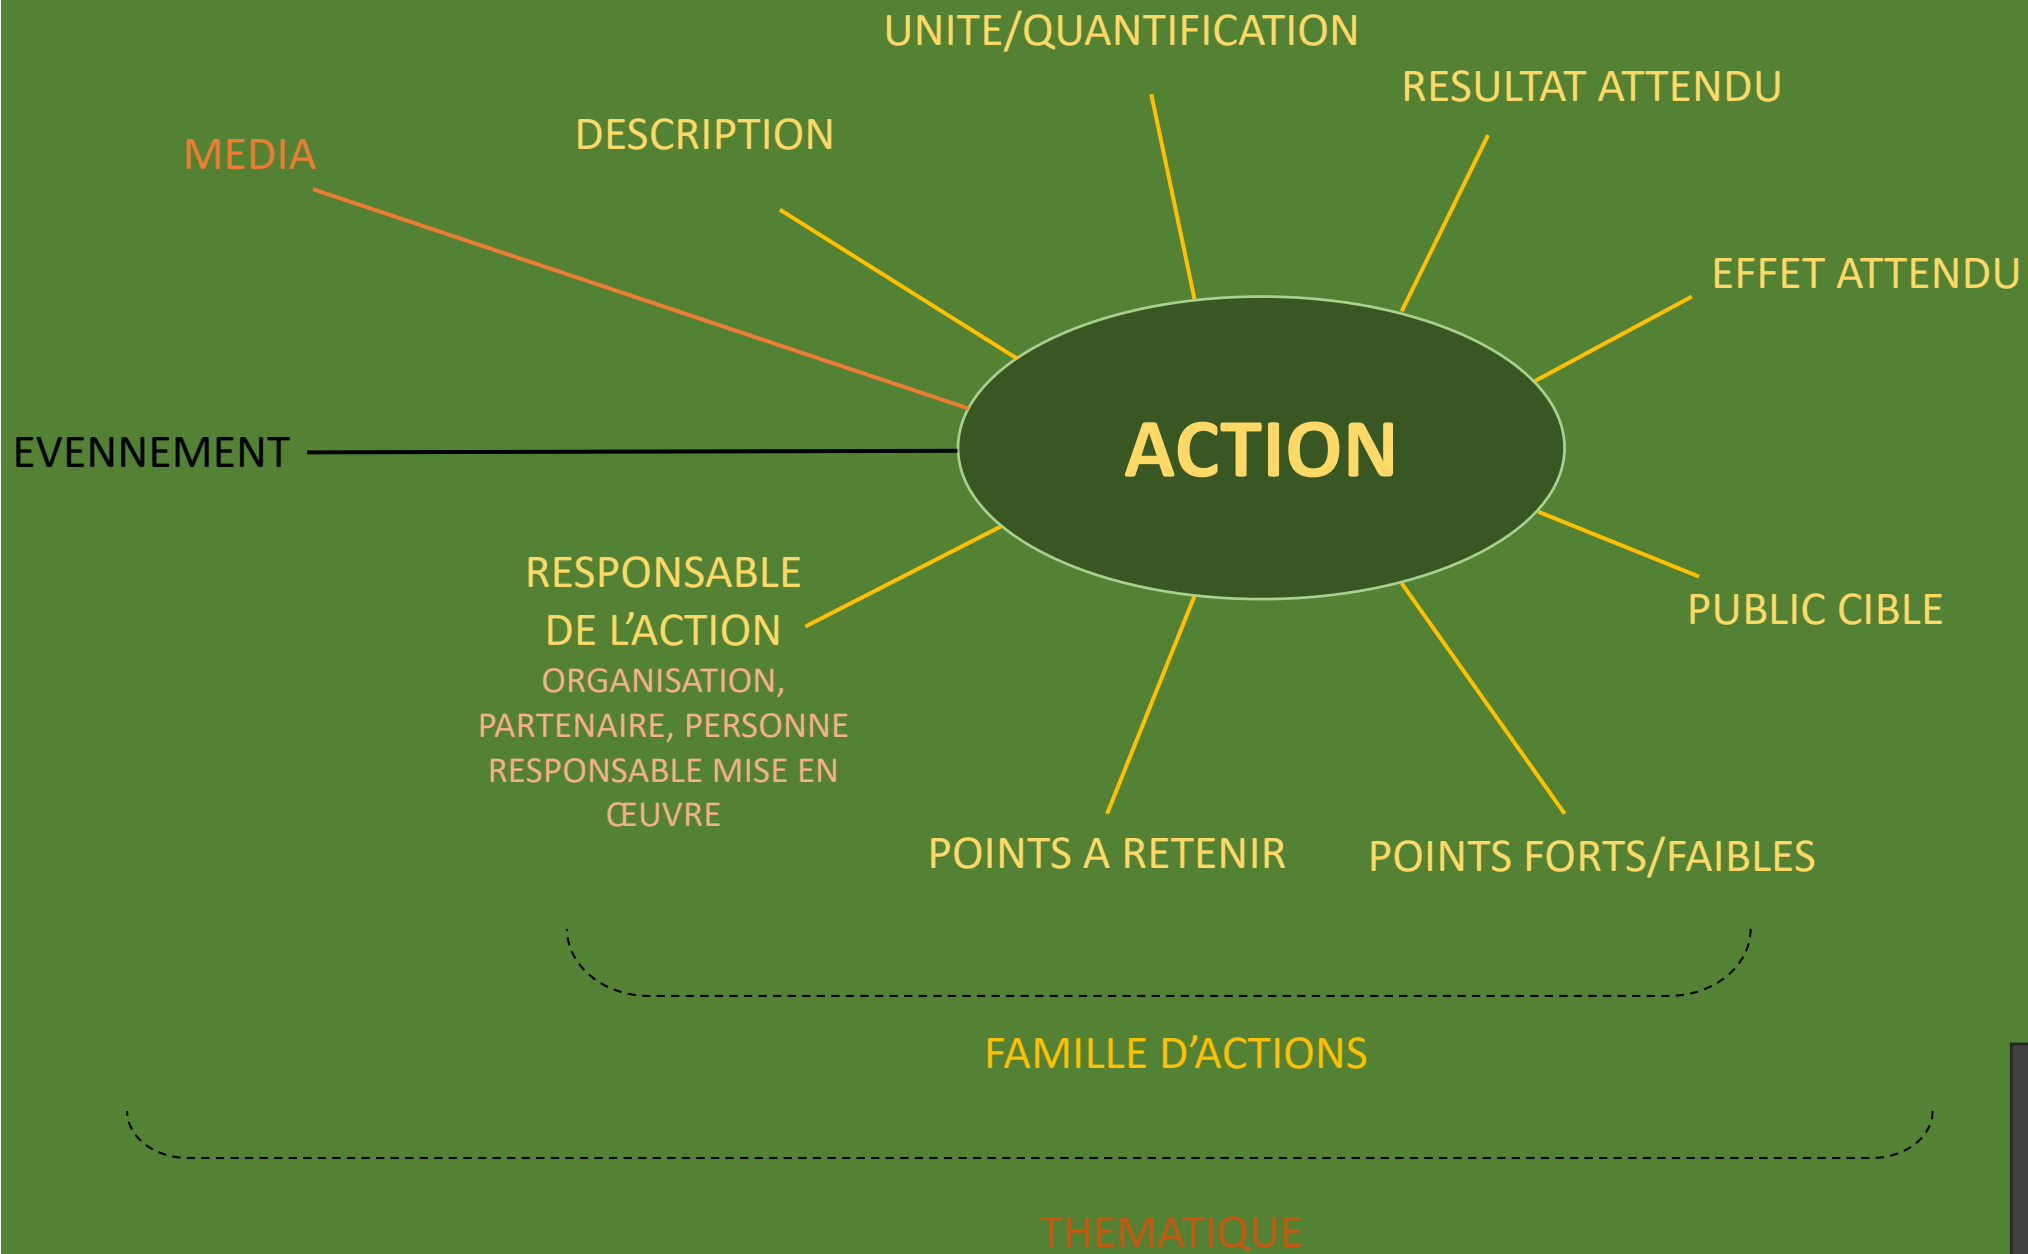 UNITE/QUANTIFICATION
RESULTAT ATTENDU
DESCRIPTION
MEDIA
EFFET ATTENDU
ACTION
EVENNEMENT
RESPONSABLE
DE L’ACTION
ORGANISATION,
PARTENAIRE, PERSONNE
RESPONSABLE MISE EN
ŒUVRE
PUBLIC CIBLE
POINTS A RETENIR
POINTS FORTS/FAIBLES
FAMILLE D’ACTIONS
THEMATIQUE